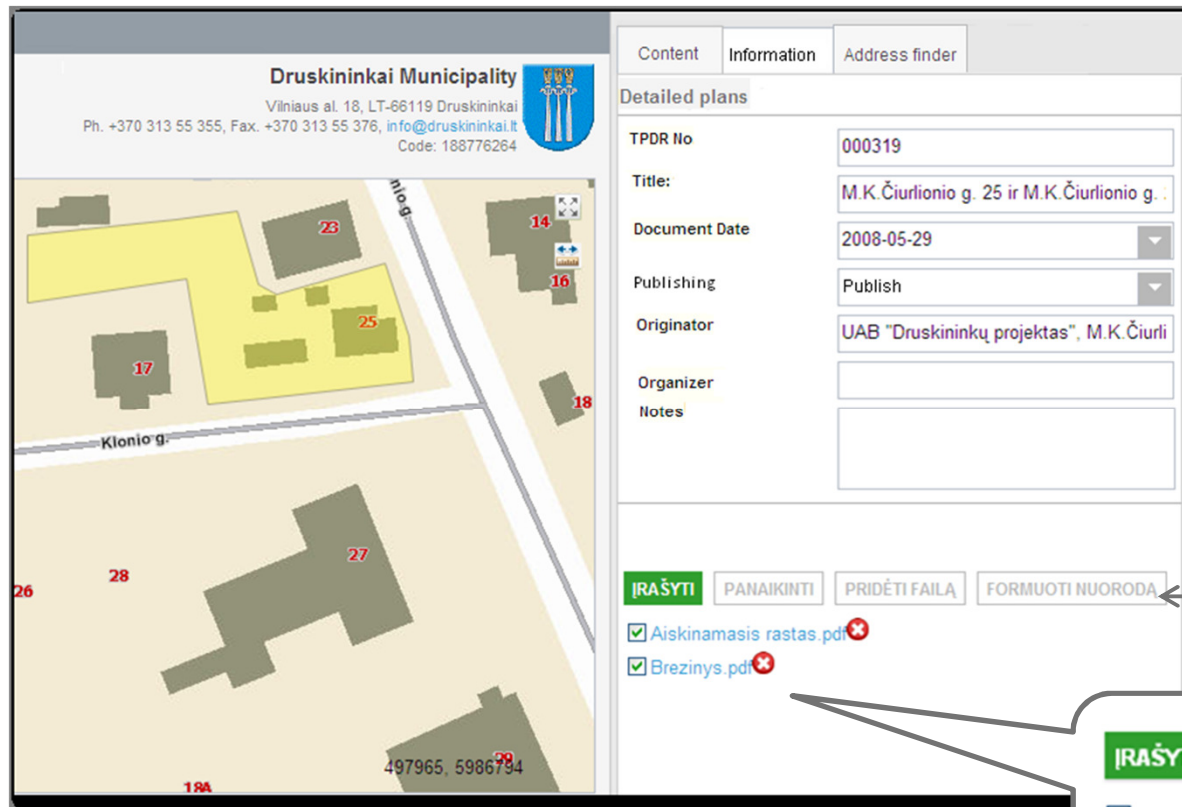 Druskininkai Municipality
Vilniaus al. 18, LT-66119 Druskininkai
Ph. +370 313 55 355, Fax. +370 313 55 376, info@druskininkai.lt
Code: 188776264
nio g.
23
14
16
25
17
18
Klonio g.
27
28
26
29
497965, 5986794
18A
Content
Information
Address finder
Detailed plans
TPDR No
000319
Title:
M.K.Čiurlionio g. 25 ir M.K.Čiurlionio g.
Document Date
2008-05-29
Publishing
Publish
Originator
UAB "Druskininkų projektas", M.K.Čiurli
Organizer
Notes
ĮRAŠYTI
PANAIKINTI
PRIDĖTI FAILĄ
FORMUOTI NUORODĄ
Aiskinamasis rastas.pdf
Brezinys.pdf
ĮRAŠY